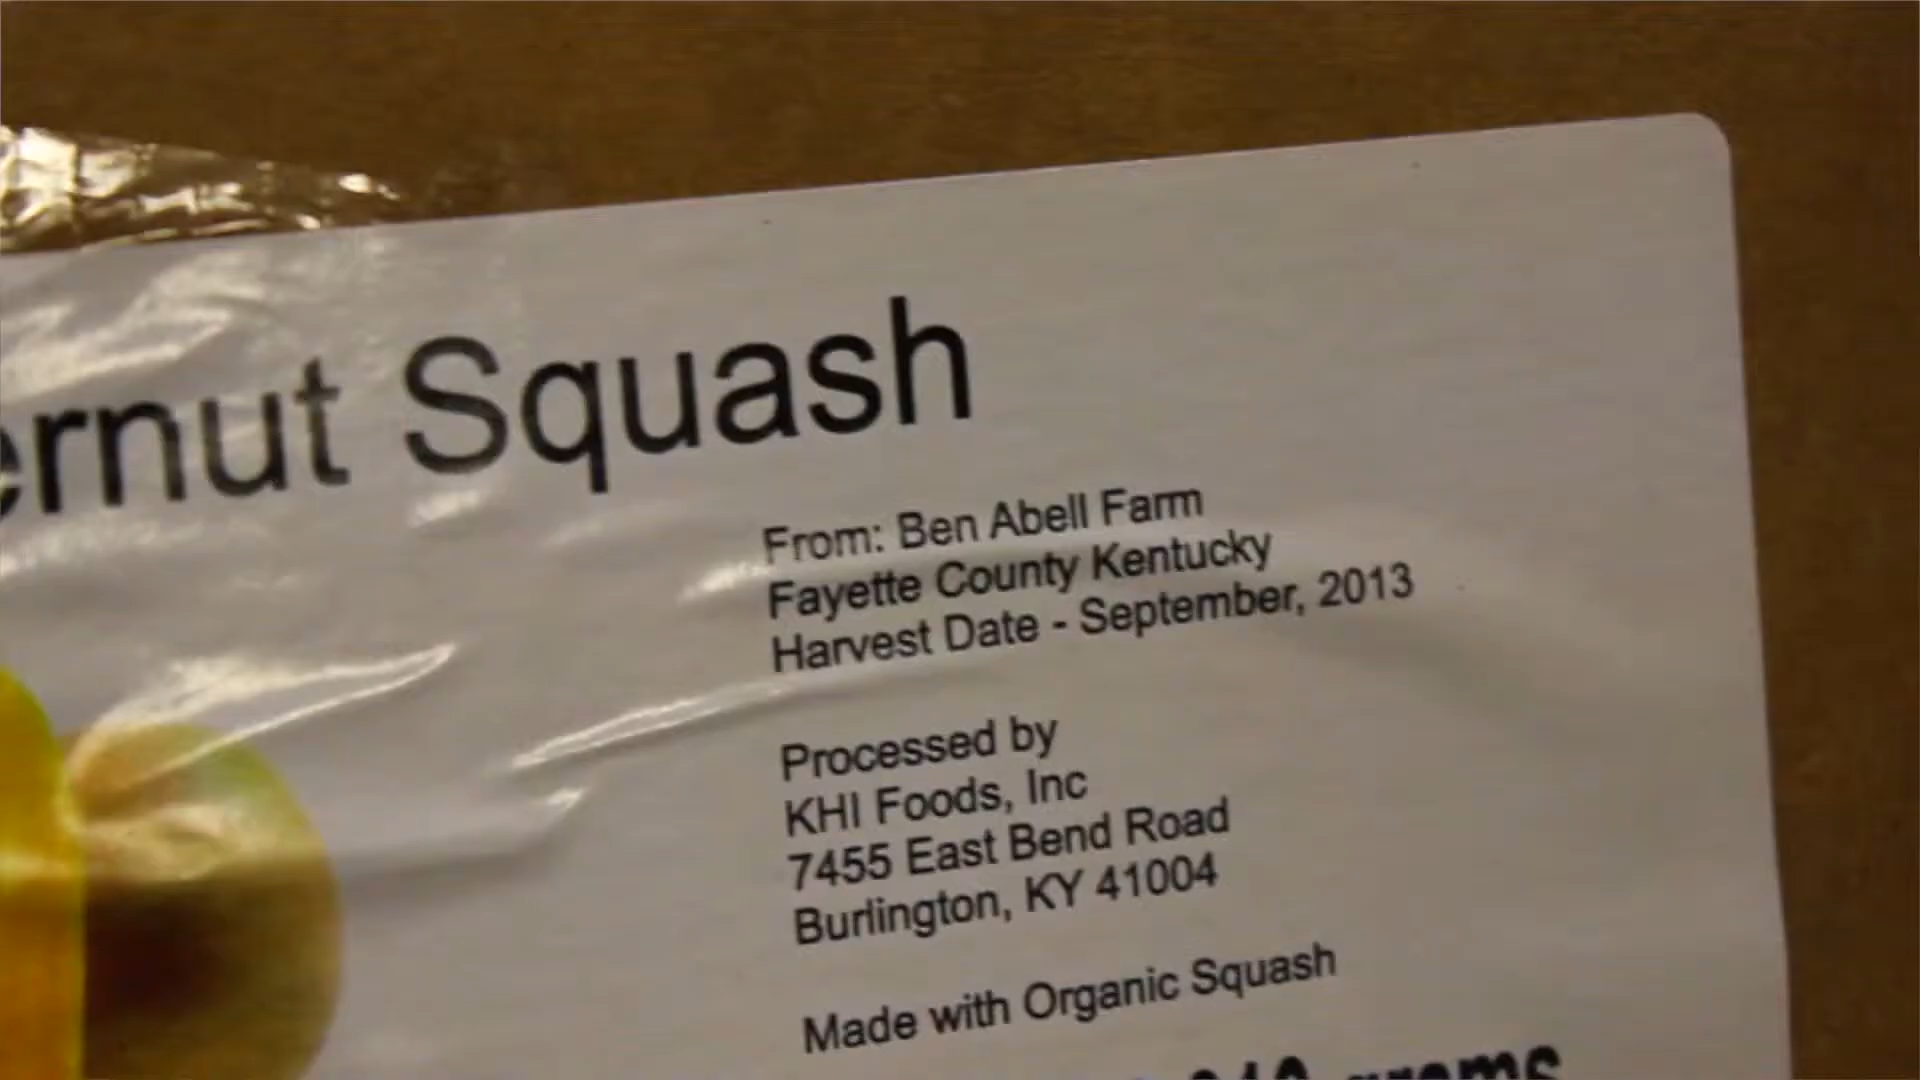 Squash
From: Ben Abell Farm
Fayette County Kentucky
Harvest Date - September, 2013
Processed by
KHI Foods, Inc
7455 East Bend Road
Burlington, KY 41004
Made with Organic Squash
grams